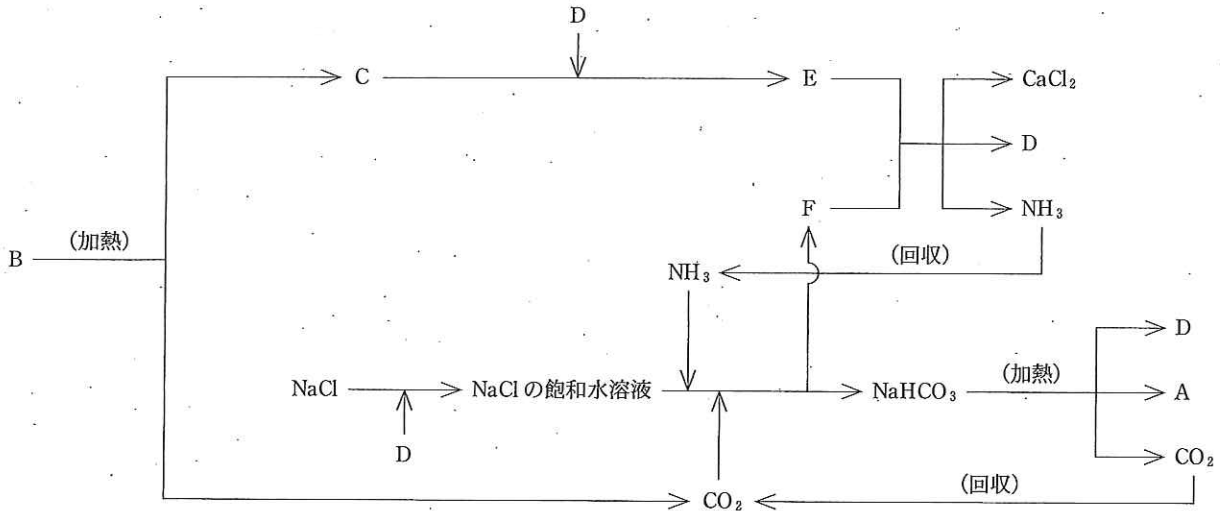 D
C
E
CaCl₂
D
F
NH₃
B
(加熱)
(回収)
NH₃
D
NaCl
NaClの飽和水溶液
NaHCO₃
(加熱)
A
D
CO₂
CO₂
(回収)